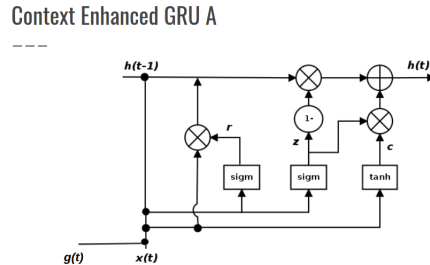 Context Enhanced GRU A
---
h(t-1)
h(t)
1-
r
z
c
sigm
sigm
tanh
g(t)
x(t)